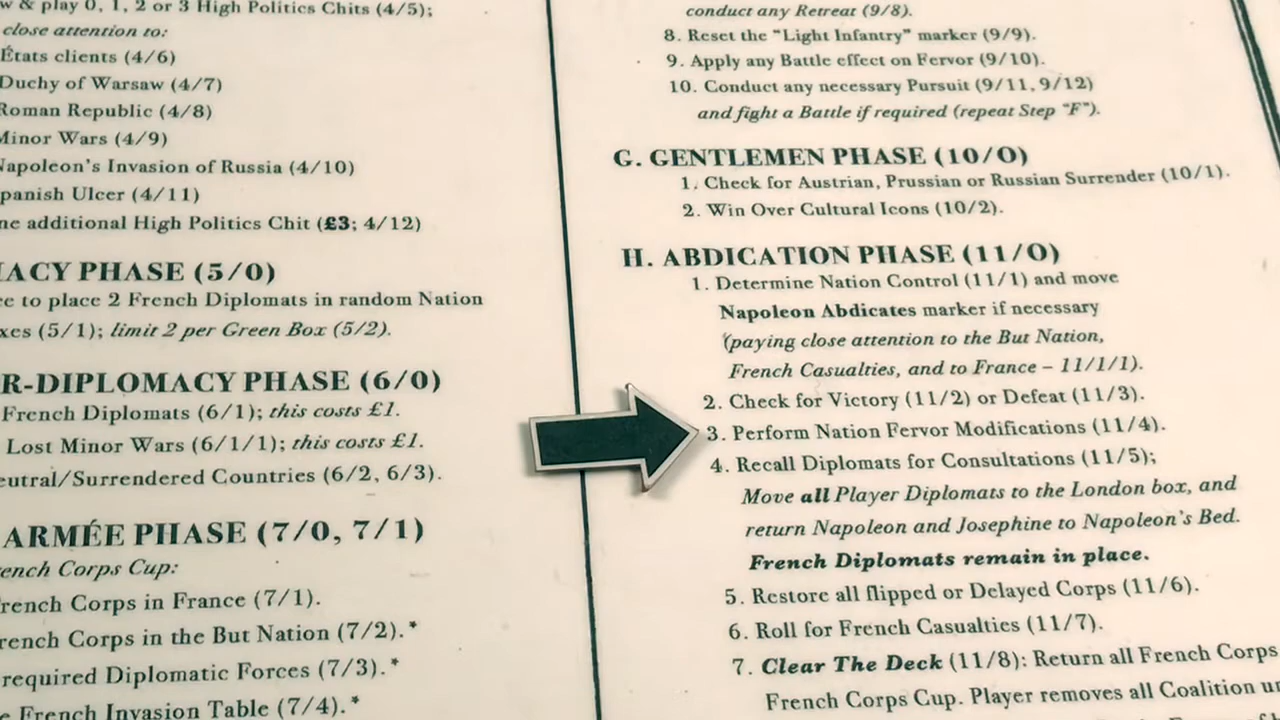 & play 0, 1, 2 or 3 High Politics Chits (4/5);
close attention to:
États clients (4/6)
Duchy of Warsaw (4/7)
Roman Republic (4/8)
Minor Wars (4/9)
Napoleon's Invasion of Russia (4/10)
Ulcer (4/11)
additional High Politics Chit (£3; 4/12)
PHASE (5/0)
to place 2 French Diplomats in random Nation
(5/1); limit 2 per Green Box (5/2).
R-DIPLOMACY PHASE (6/0)
French Diplomats (6/1); this costs £1.
Lost Minor Wars (6/1/1); this costs £1.
Countries (6/2, 6/3).
ARMÉE PHASE (7/0, 7/1)
Corps Cup:
Corps in France (7/1).
Corps in the But Nation (7/2).*
required Diplomatic Forces (7/3).*
French Invasion Table (7/4).*
conduct any Retreat (9/8).
8. Reset the "Light Infantry" marker (9/9).
9. Apply any Battle effect on Fervor (9/10).
10. Conduct any necessary Pursuit (9/11, 9/12)
and fight a Battle if required (repeat Step "F").
G. GENTLEMEN PHASE (10/0)
1. Check for Austrian, Prussian or Russian Surrender (10/1).
2. Win Over Cultural Icons (10/2).
H. ABDICATION PHASE (11/0)
1. Determine Nation Control (11/1) and move
Napoleon Abdicates marker if necessary
(paying close attention to the But Nation,
French Casualties, and to France – 11/1/1).
2. Check for Victory (11/2) or Defeat (11/3).
3. Perform Nation Fervor Modifications (11/4).
4. Recall Diplomats for Consultations (11/5);
Move all Player Diplomats to the London box, and
return Napoleon and Josephine to Napoleon's Bed.
French Diplomats remain in place.
5. Restore all flipped or Delayed Corps (11/6).
6. Roll for French Casualties (11/7).
7. Clear The Deck (11/8): Return all French Corps
French Corps Cup. Player removes all Coalition